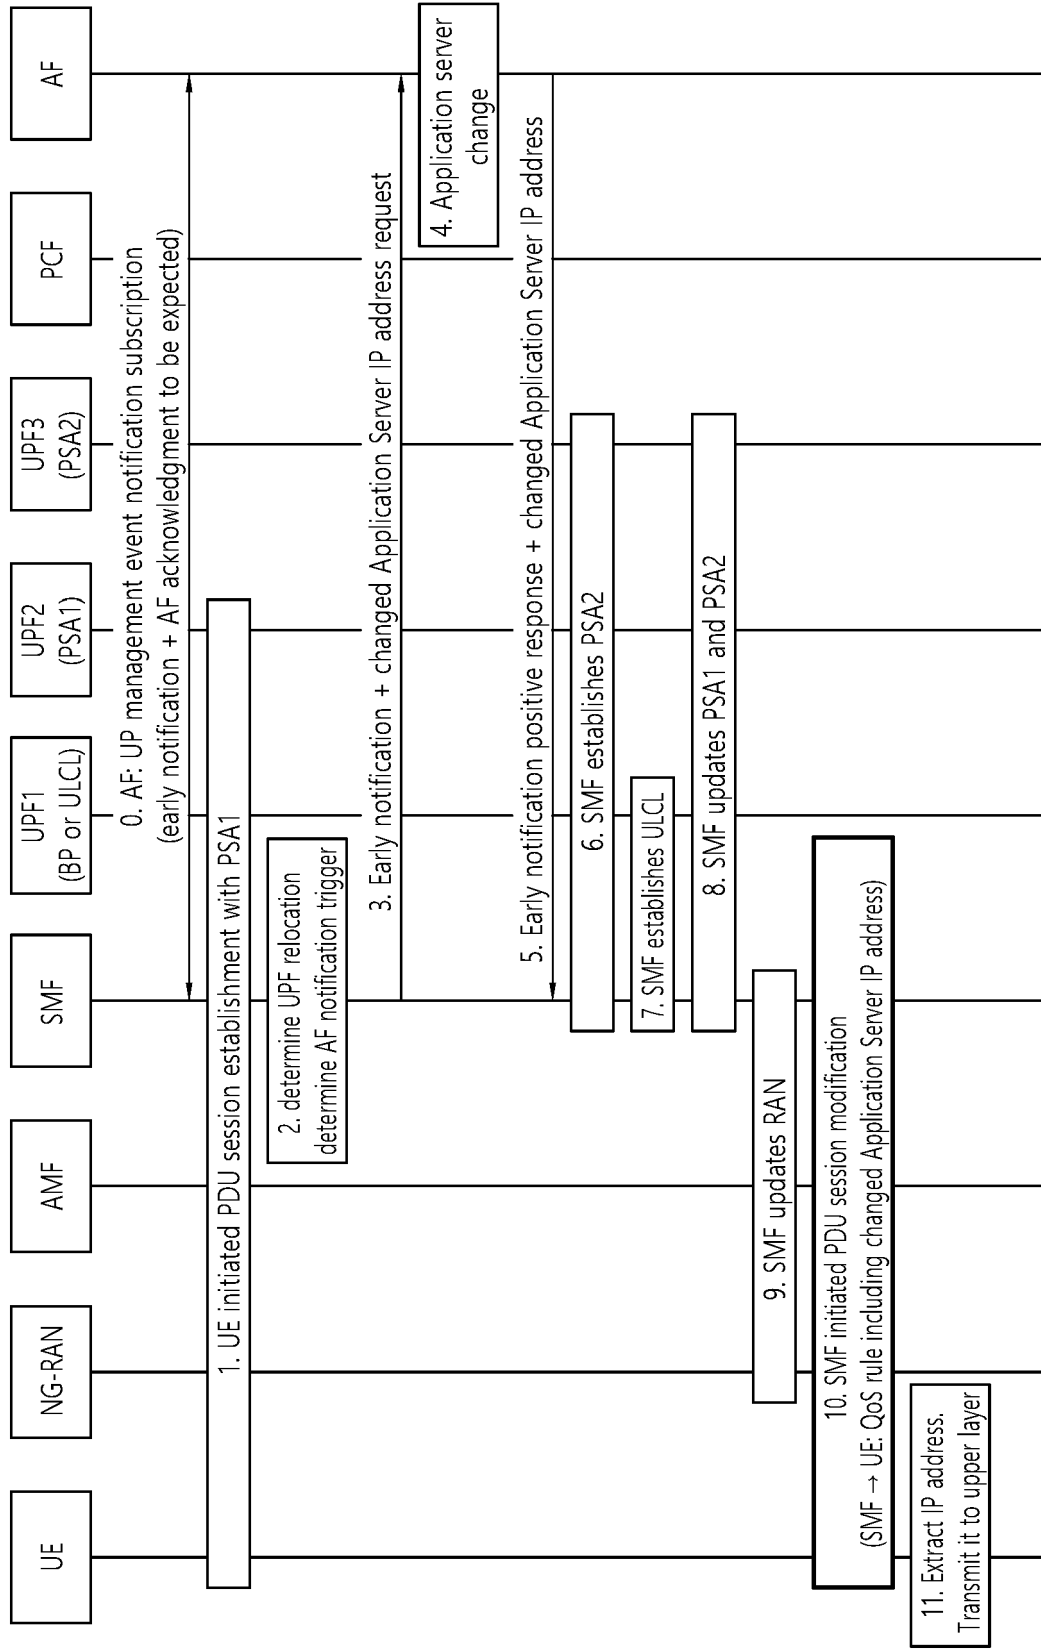 UE
NG-RAN
AMF
SMF
UPF1
(BP or ULCL)
UPF2
(PSA1)
UPF3
(PSA2)
PCF
AF
0. AF: UP management event notification subscription
(early notification + AF acknowledgment to be expected)
1. UE initiated PDU session establishment with PSA1
2. determine UPF relocation
determine AF notification trigger
3. Early notification + changed Application Server IP address request
4. Application server
change
5. Early notification positive response + changed Application Server IP address
6. SMF establishes PSA2
7. SMF establishes ULCL
8. SMF updates PSA1 and PSA2
9. SMF updates RAN
10. SMF initiated PDU session modification
(SMF → UE: QoS rule including changed Application Server IP address)
11. Extract IP address.
Transmit it to upper layer